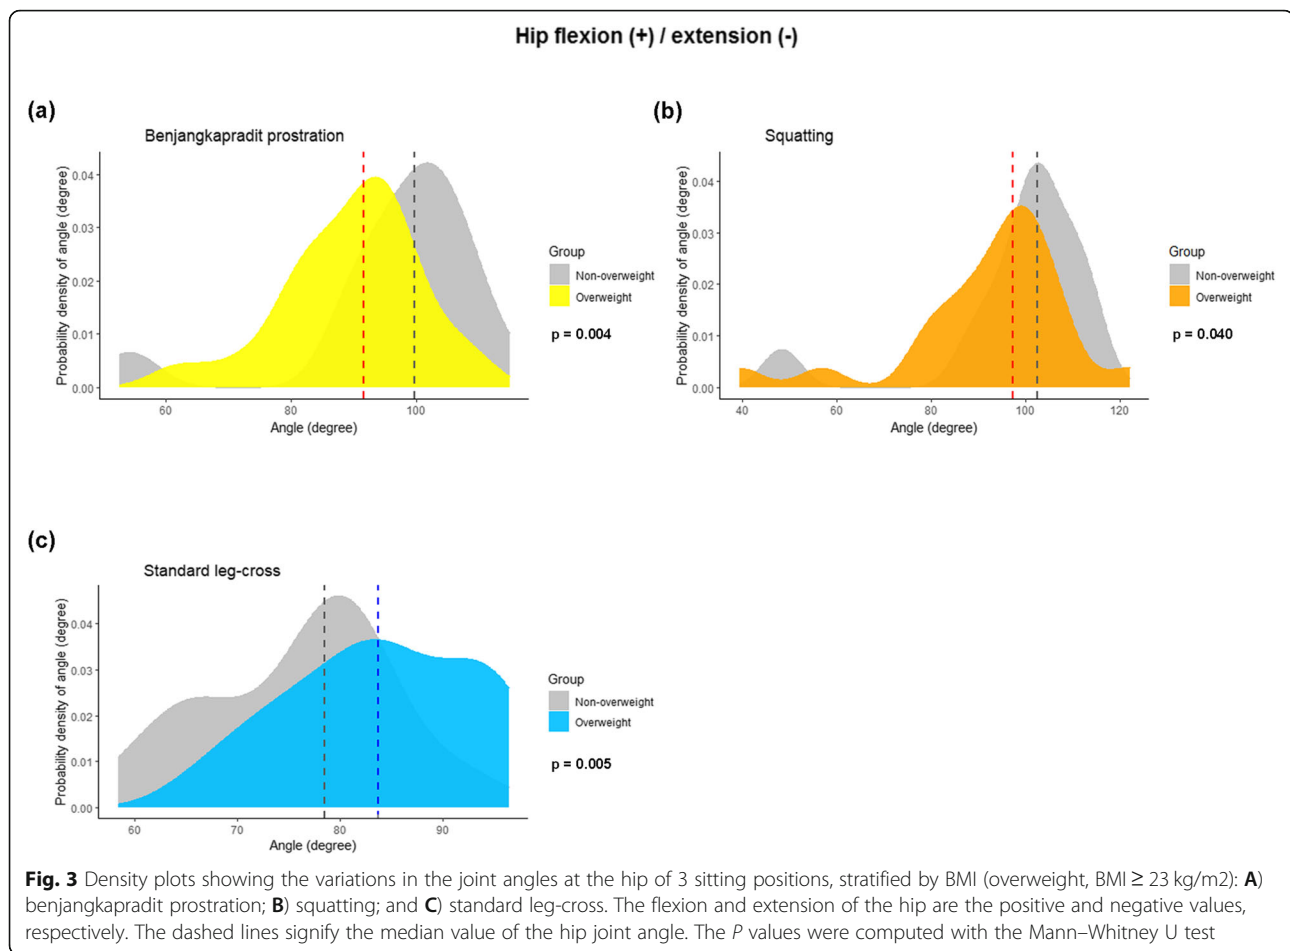 Hip flexion (+) / extension (-)
(a)
Benjangkapradit prostration
Probability density of angle (degree)
0.04
0.03
0.02
0.01
0.00
60
80
100
Angle (degree)
Group
Non-overweight
Overweight
p = 0.004
(b)
Squatting
Probability density of angle (degree)
0.04
0.03
0.02
0.01
0.00
40
60
80
100
120
Angle (degree)
Group
Non-overweight
Overweight
p = 0.040
(c)
Standard leg-cross
Probability density of angle (degree)
0.04
0.03
0.02
0.01
0.00
60
70
80
90
Angle (degree)
Group
Non-overweight
Overweight
p = 0.005
Fig. 3 Density plots showing the variations in the joint angles at the hip of 3 sitting positions, stratified by BMI (overweight, BMI ≥ 23 kg/m2): A)
benjangkapradit prostration; B) squatting; and C) standard leg-cross. The flexion and extension of the hip are the positive and negative values,
respectively. The dashed lines signify the median value of the hip joint angle. The P values were computed with the Mann–Whitney U test